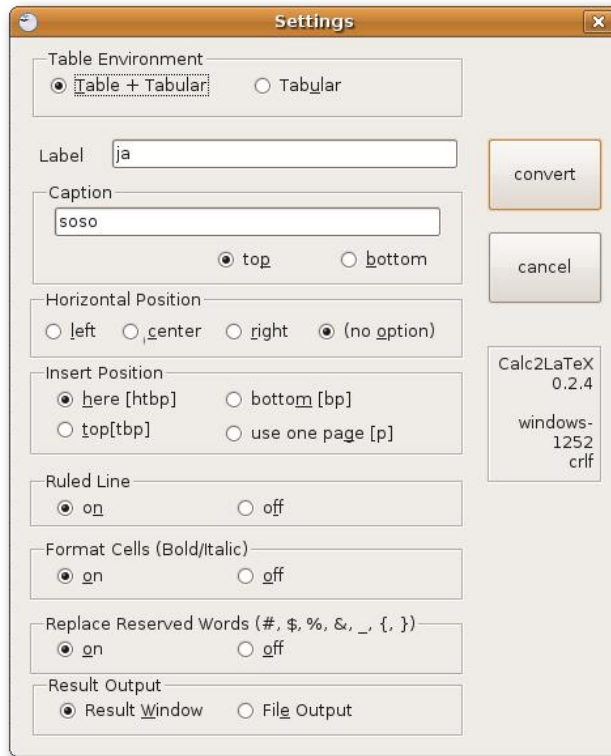 Settings
Table Environment
Table + Tabular Tabular
Label ja
convert
Caption
soso
top bottom
cancel
Horizontal Position
left center right (no option)
Insert Position
here [htbp] bottom [bp]
top[tbp] use one page [p]
Calc2LaTeX
0.2.4
windows-
1252
crlf
Ruled Line
on off
Format Cells (Bold/Italic)
on off
Replace Reserved Words (#, $, %, &, _, {, })
on off
Result Output
Result Window File Output